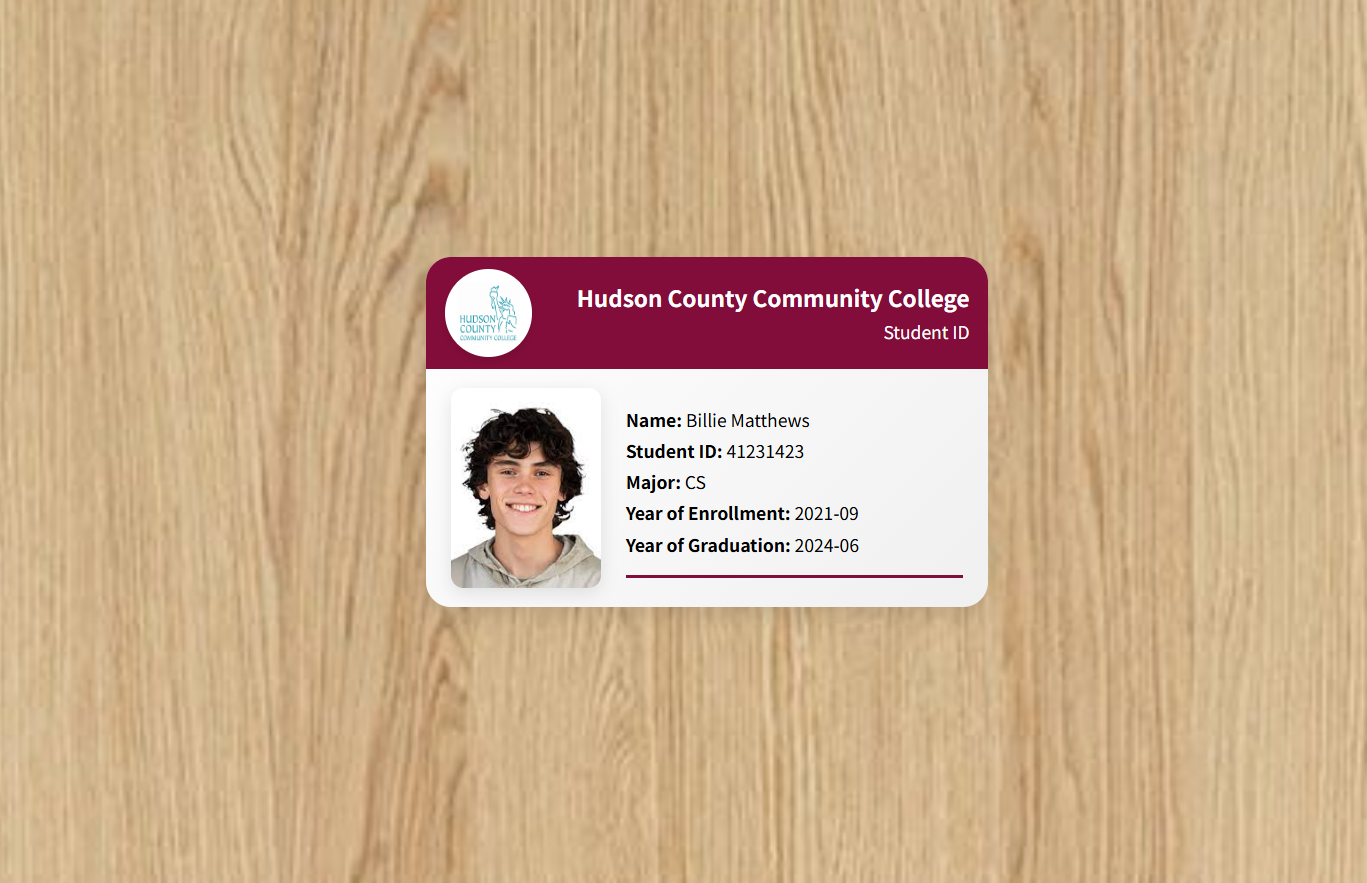 Hudson County Community College
Student ID
HUDSON
COUNTY
COMMUNITY COLLEGE
Name: Billie Matthews
Student ID: 41231423
Major: CS
Year of Enrollment: 2021-09
Year of Graduation: 2024-06